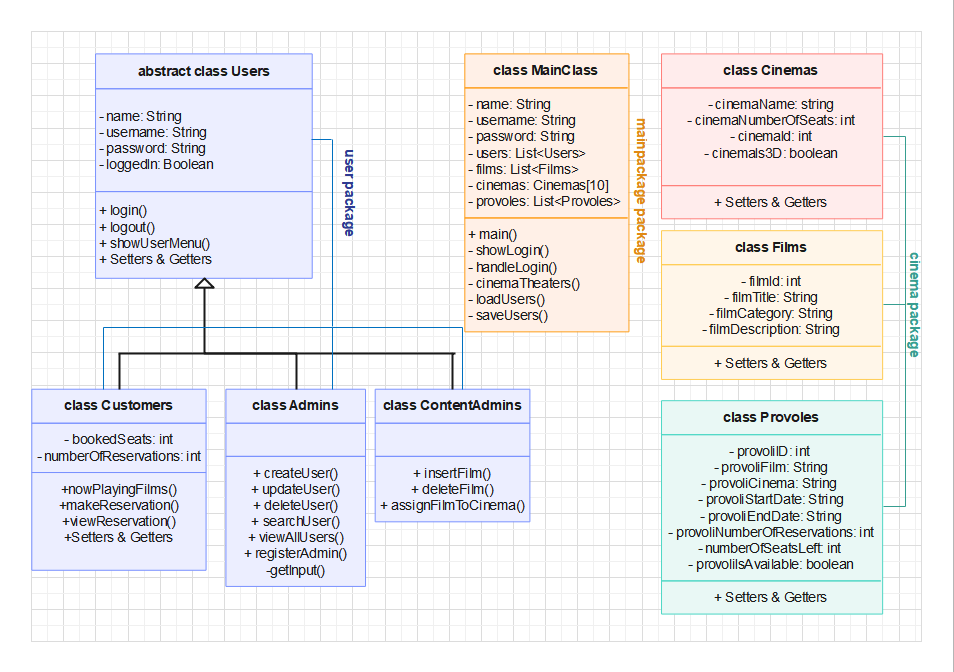 abstract class Users
- name: String
- username: String
- password: String
- loggedIn: Boolean
+ login()
+ logout()
+ showUserMenu()
+ Setters & Getters
user package
class MainClass
- name: String
- username: String
- password: String
- users: List<Users>
- films: List<Films>
- cinemas: Cinemas[10]
- provoles: List<Provoles>
+ main()
- showLogin()
- handleLogin()
- cinemaTheaters()
- loadUsers()
- saveUsers()
mainpackage package
class Cinemas
- cinemaName: string
- cinemaNumberOfSeats: int
- cinemaId: int
- cinemaIs3D: boolean
+ Setters & Getters
class Films
- filmId: int
- filmTitle: String
- filmCategory: String
- filmDescription: String
+ Setters & Getters
cinema package
class Customers
- bookedSeats: int
- numberOfReservations: int
+nowPlayingFilms()
+makeReservation()
+viewReservation()
+Setters & Getters
class Admins
+ createUser()
+ updateUser()
+ deleteUser()
+ searchUser()
+ viewAllUsers()
+ registerAdmin()
-getInput()
class ContentAdmins
+ insertFilm()
+ deleteFilm()
+ assignFilmToCinema()
class Provoles
- provoliID: int
- provoliFilm: String
- provoliCinema: String
- provoliStartDate: String
- provoliEndDate: String
- provoliNumberOfReservations: int
- numberOfSeatsLeft: int
- provoliIsAvailable: boolean
+ Setters & Getters